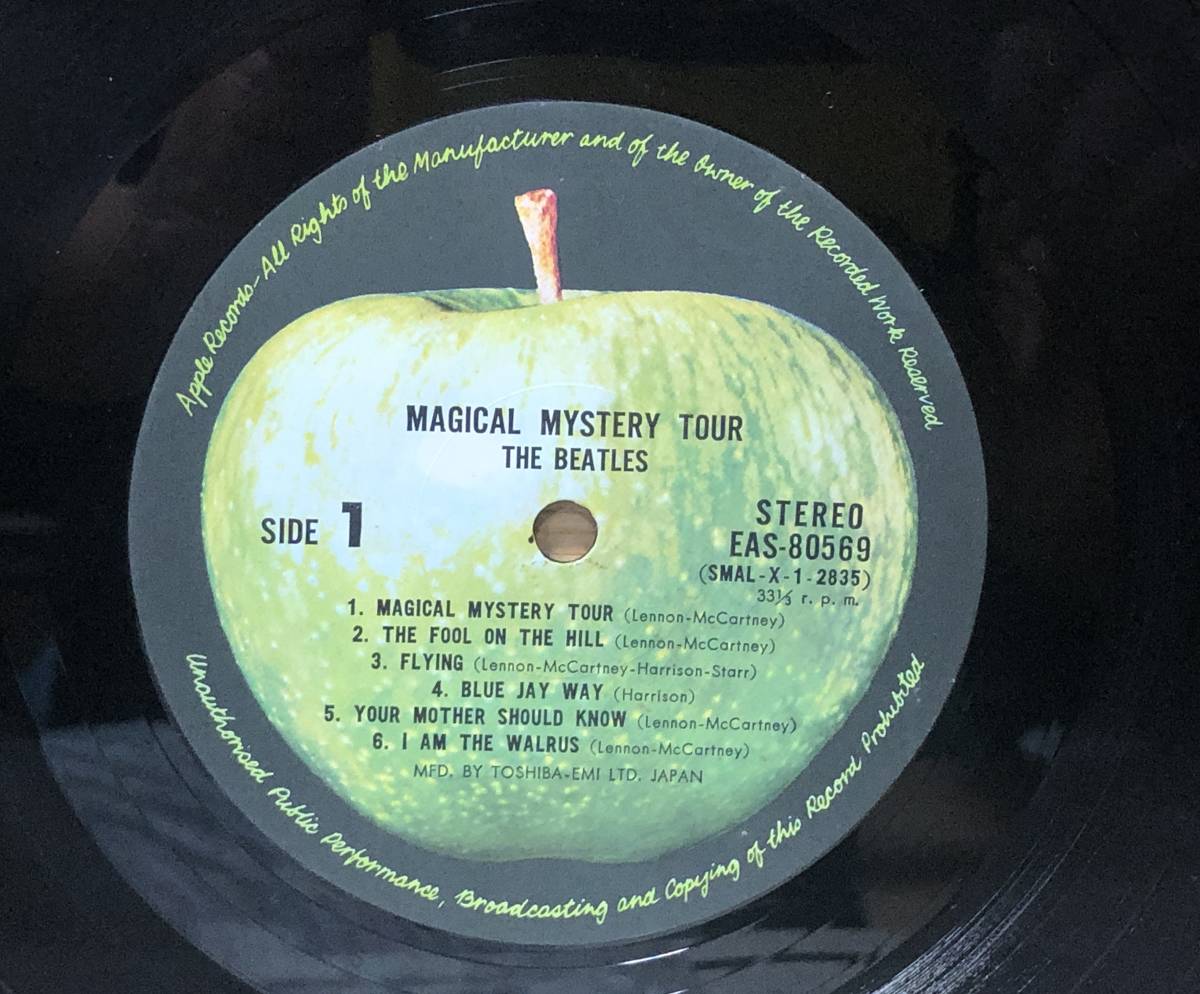 Apple Records-All Rights of the Manufacturer and of the Owner of the Recorded Work Reserved
MAGICAL MYSTERY TOUR
THE BEATLES
SIDE 1
STEREO
EAS-80569
(SMAL-X-1-2835)
33⅓ r. p. m.
1. MAGICAL MYSTERY TOUR (Lennon-McCartney)
2. THE FOOL ON THE HILL (Lennon-McCartney)
3. FLYING (Lennon-McCartney-Harrison-Starr)
4. BLUE JAY WAY (Harrison)
5. YOUR MOTHER SHOULD KNOW (Lennon-McCartney)
6. I AM THE WALRUS (Lennon-McCartney)
MFD. BY TOSHIBA-EMI LTD. JAPAN
Unauthorised Public Performance, Broadcasting and Copying of this Record Prohibited